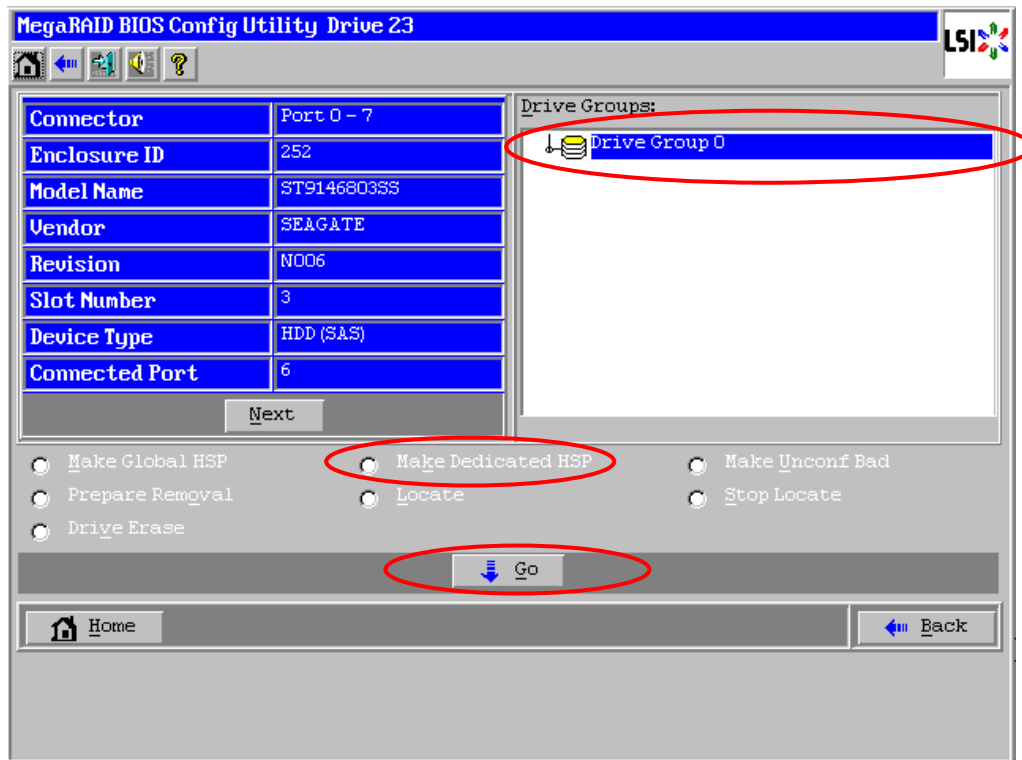 MegaRAID BIOS Config Utility Drive 23
LSI
Connector Port 0 - 7
Enclosure ID 252
Model Name ST9146803SS
Vendor SEAGATE
Revision N006
Slot Number 3
Device Type HDD (SAS)
Connected Port 6
Next
Drive Groups:
Drive Group 0
Make Global HSP Make Dedicated HSP Make Unconf Bad
Prepare Removal Locate Stop Locate
Drive Erase
Go
Home Back